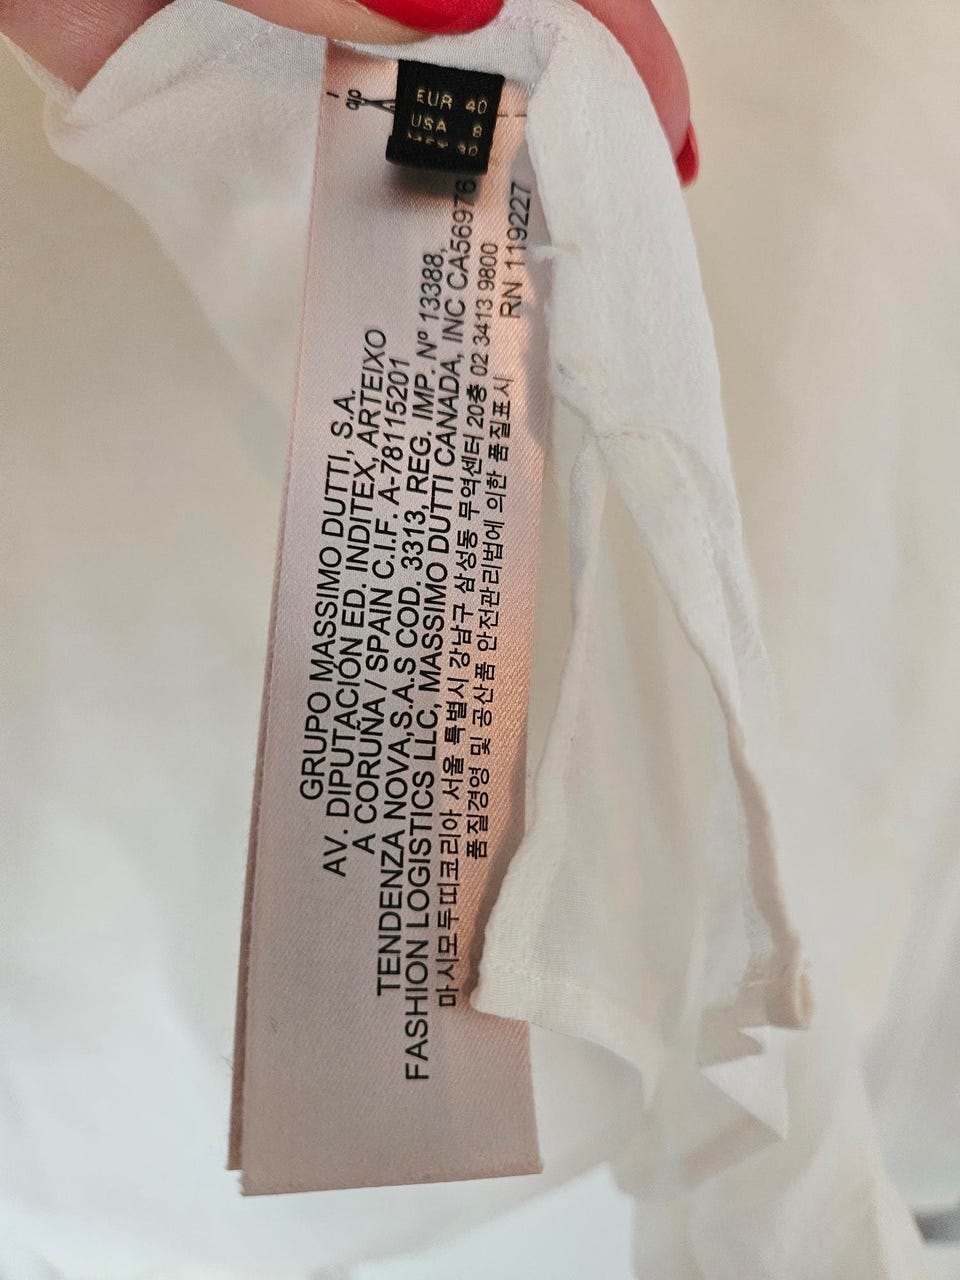 EUR 40
USA 8
GRUPO MASSIMO DUTTI, S.A.
AV. DIPUTACIÓN ED. INDITEX, ARTEIXO
A CORUÑA / SPAIN C.I.F. A-78115201
TENDENZA NOVA,S.A.S COD. 3313, REG. IMP. Nº 13388,
FASHION LOGISTICS LLC, MASSIMO DUTTI CANADA, INC CA56976
마시모두띠코리아 서울 특별시 강남구 삼성동 무역센터 20층 02 3413 9800
품질경영 및 공산품 안전관리법에 의한 품질표시
RN 119227